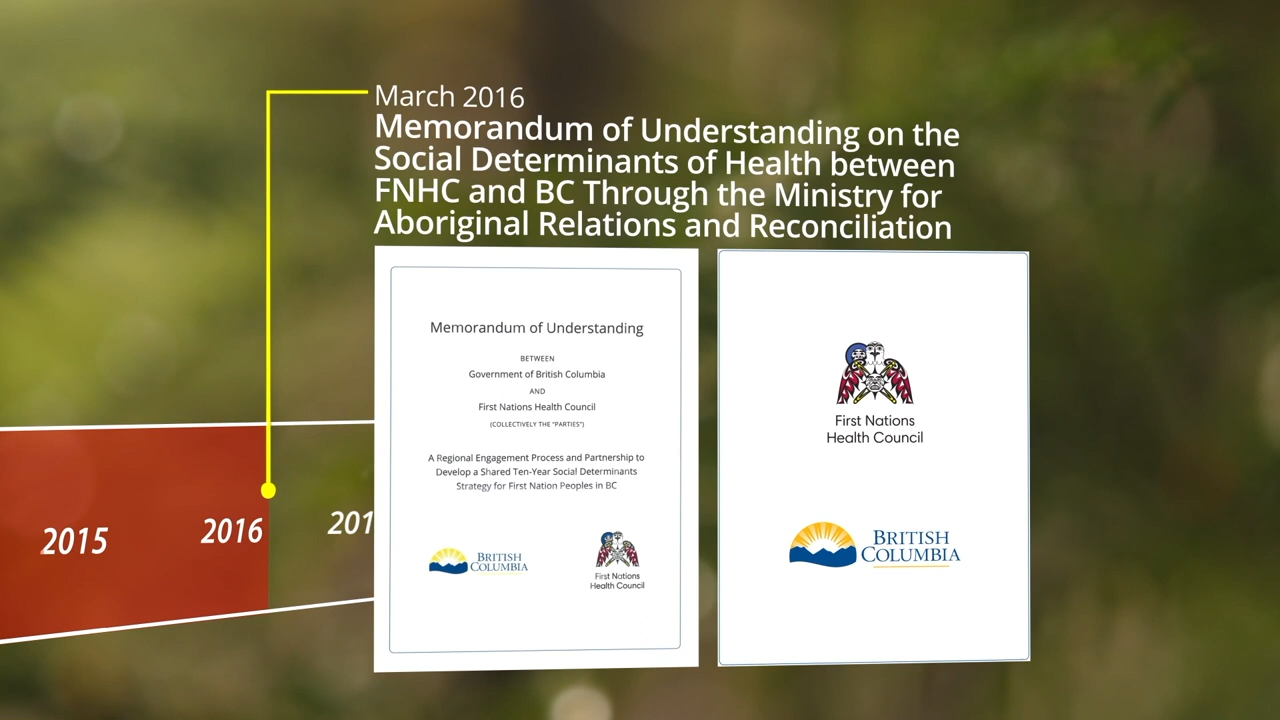 March 2016
Memorandum of Understanding on the
Social Determinants of Health between
FNHC and BC Through the Ministry for
Aboriginal Relations and Reconciliation
Memorandum of Understanding
BETWEEN
Government of British Columbia
AND
First Nations Health Council
(COLLECTIVELY THE "PARTIES")
A Regional Engagement Process and Partnership to
Develop a Shared Ten-Year Social Determinants
Strategy for First Nation Peoples in BC
BRITISH
COLUMBIA
First Nations
Health Council
First Nations
Health Council
BRITISH
COLUMBIA
2015
2016
201